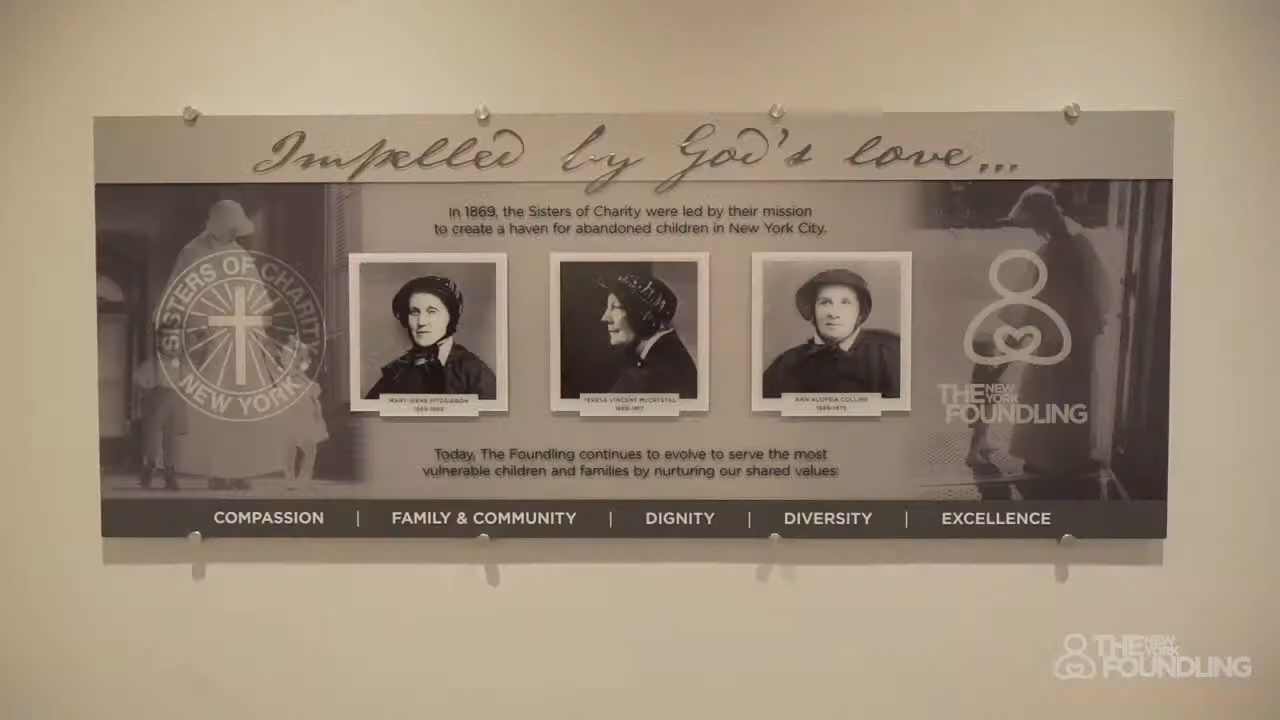 Impelled by God's love...
In 1869, the Sisters of Charity were led by their mission
to create a haven for abandoned children in New York City.
SISTERS OF CHARITY
NEW YORK
MARY IRENE FITZGIBBON
TERESA VINCENT McCRYSTAL
ANN ALOYSIA
THE NEW YORK
FOUNDLING
Today, The Foundling continues to evolve to serve the most
vulnerable children and families by nurturing our shared values:
COMPASSION | FAMILY & COMMUNITY | DIGNITY | DIVERSITY | EXCELLENCE
THE NEW YORK
FOUNDLING